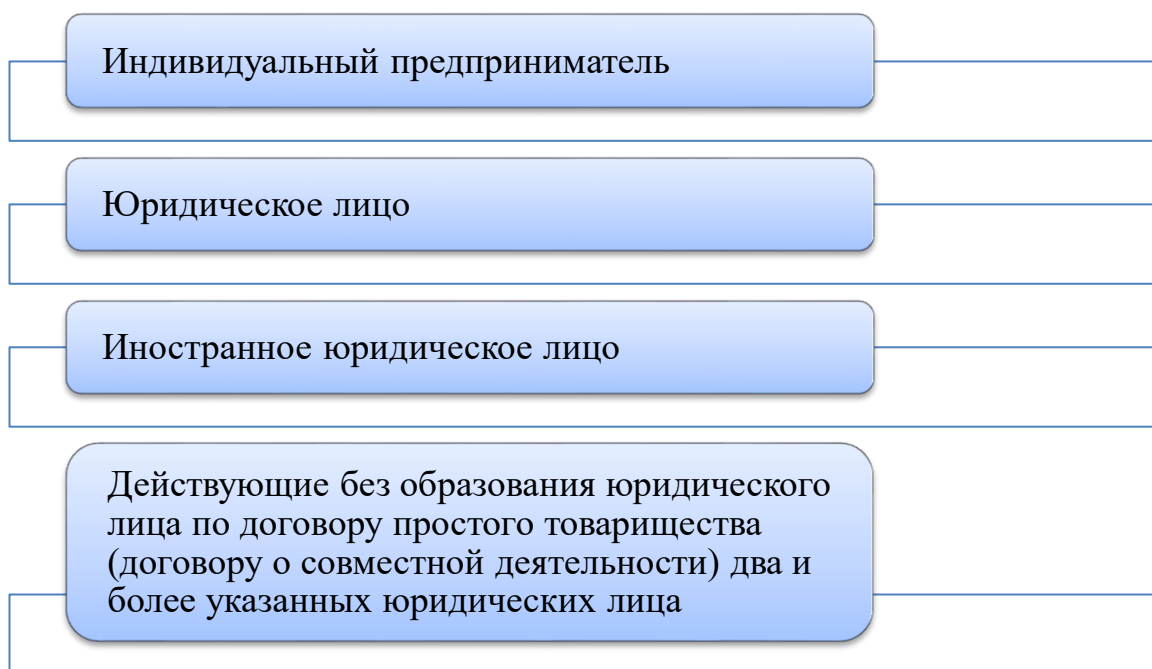 Индивидуальный предприниматель
Юридическое лицо
Иностранное юридическое лицо
Действующие без образования юридического
лица по договору простого товарищества
(договору о совместной деятельности) два и
более указанных юридических лица